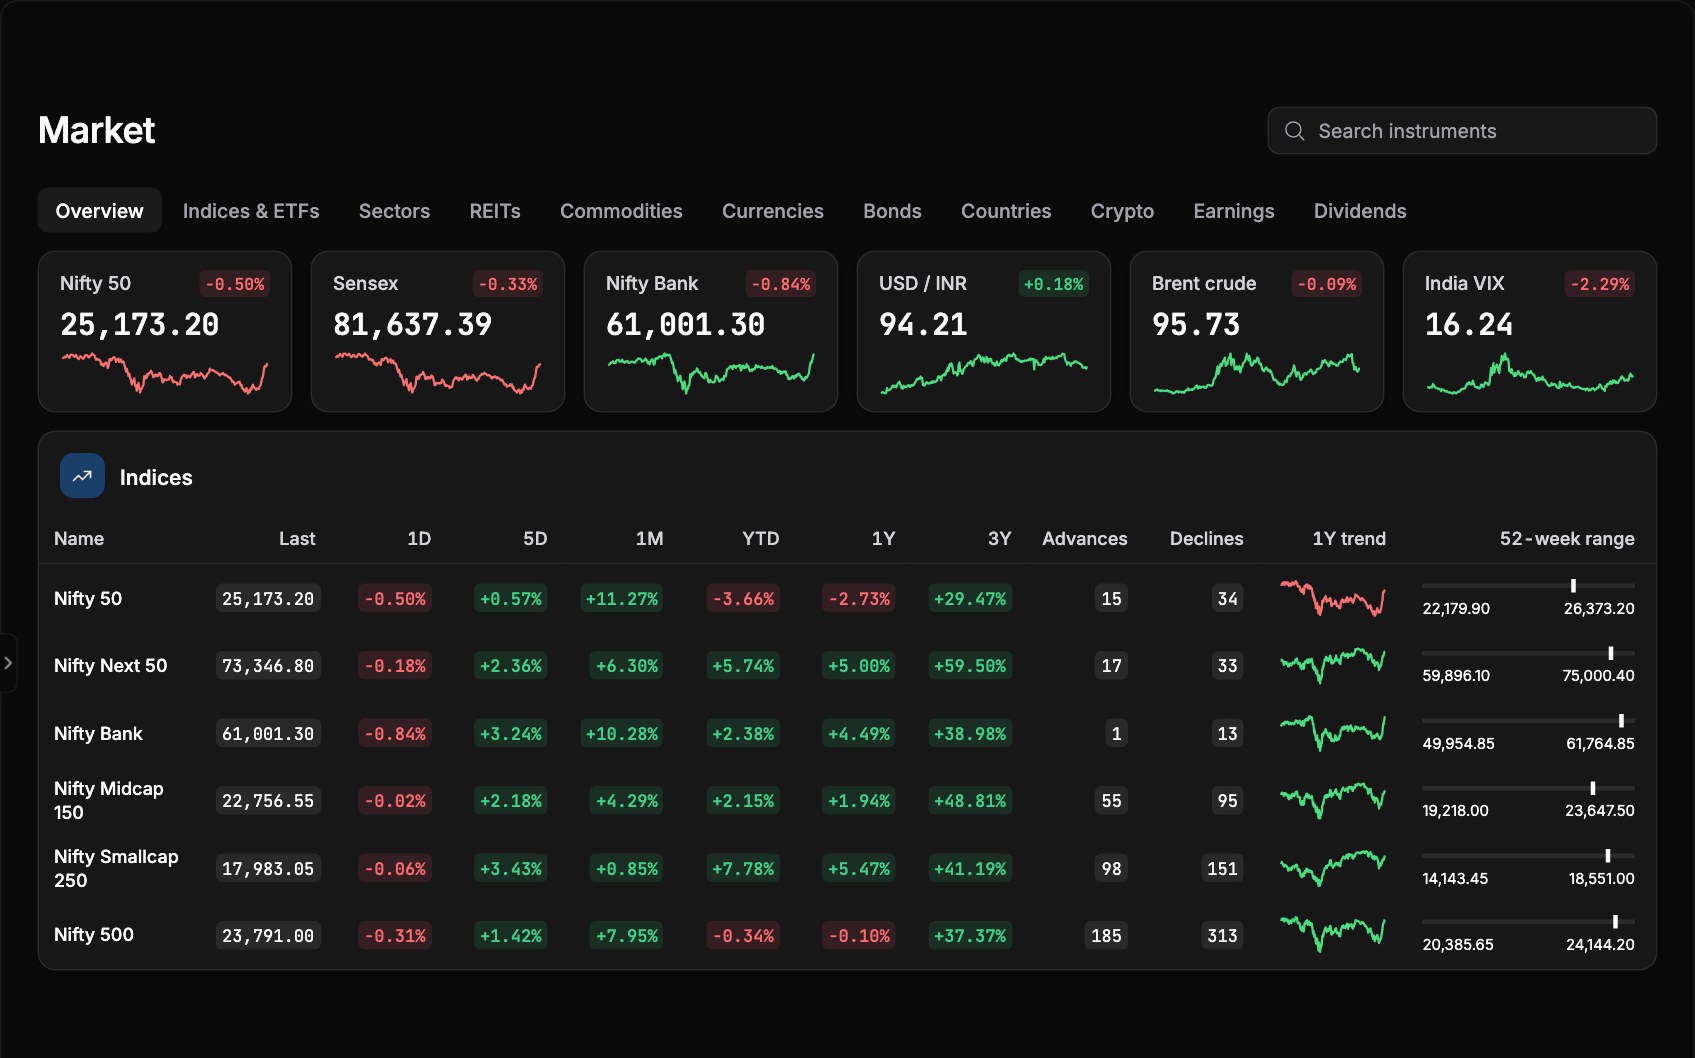 Market
Search instruments
Overview Indices & ETFs Sectors REITs Commodities Currencies Bonds Countries Crypto Earnings Dividends
Nifty 50 -0.50%
25,173.20
Sensex -0.33%
81,637.39
Nifty Bank -0.84%
61,001.30
USD / INR +0.18%
94.21
Brent crude -0.09%
95.73
India VIX -2.29%
16.24
Indices
Name Last 1D 5D 1M YTD 1Y 3Y Advances Declines 1Y trend 52-week range
Nifty 50 25,173.20 -0.50% +0.57% +11.27% -3.66% -2.73% +29.47% 15 34 22,179.90 26,373.20
Nifty Next 50 73,346.80 -0.18% +2.36% +6.30% +5.74% +5.00% +59.50% 17 33 59,896.10 75,000.40
Nifty Bank 61,001.30 -0.84% +3.24% +10.28% +2.38% +4.49% +38.98% 1 13 49,954.85 61,764.85
Nifty Midcap
150 22,756.55 -0.02% +2.18% +4.29% +2.15% +1.94% +48.81% 55 95 19,218.00 23,647.50
Nifty Smallcap
250 17,983.05 -0.06% +3.43% +0.85% +7.78% +5.47% +41.19% 98 151 14,143.45 18,551.00
Nifty 500 23,791.00 -0.31% +1.42% +7.95% -0.34% -0.10% +37.37% 185 313 20,385.65 24,144.20